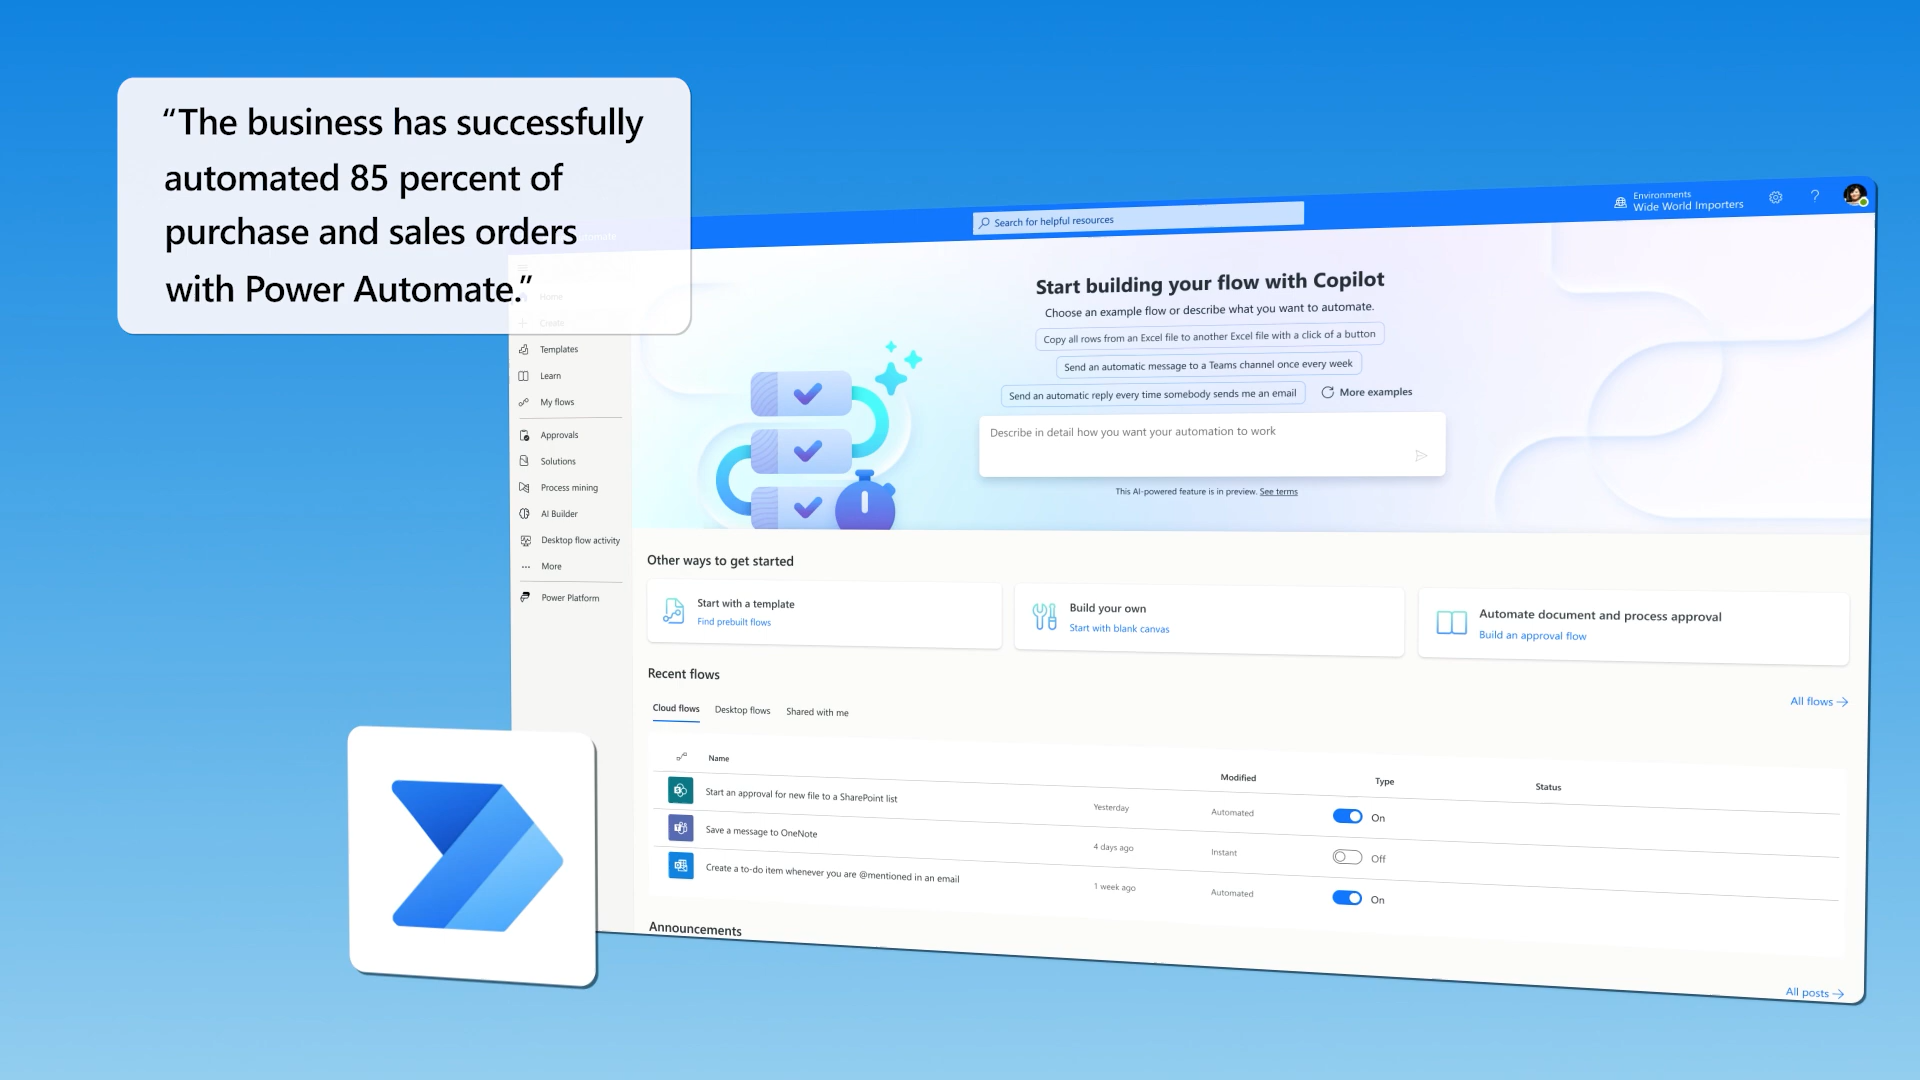 “The business has successfully
automated 85 percent of
purchase and sales orders
with Power Automate.”
Search for helpful resources
Environments
Wide World Importers
?
Home
Create
Templates
Learn
My flows
Approvals
Solutions
Process mining
AI Builder
Desktop flow activity
More
Power Platform
Start building your flow with Copilot
Choose an example flow or describe what you want to automate.
Copy all rows from an Excel file to another Excel file with a click of a button
Send an automatic message to a Teams channel once every week
Send an automatic reply every time somebody sends me an email
More examples
Describe in detail how you want your automation to work
This AI-powered feature is in preview. See terms
Other ways to get started
Start with a template
Find prebuilt flows
Build your own
Start with blank canvas
Automate document and process approval
Build an approval flow
Recent flows
All flows
Cloud flows Desktop flows Shared with me
Name Modified Type Status
Start an approval for new file to a SharePoint list Yesterday Automated On
Save a message to OneNote 4 days ago Instant Off
Create a to-do item whenever you are @mentioned in an email 1 week ago Automated On
Announcements
All posts